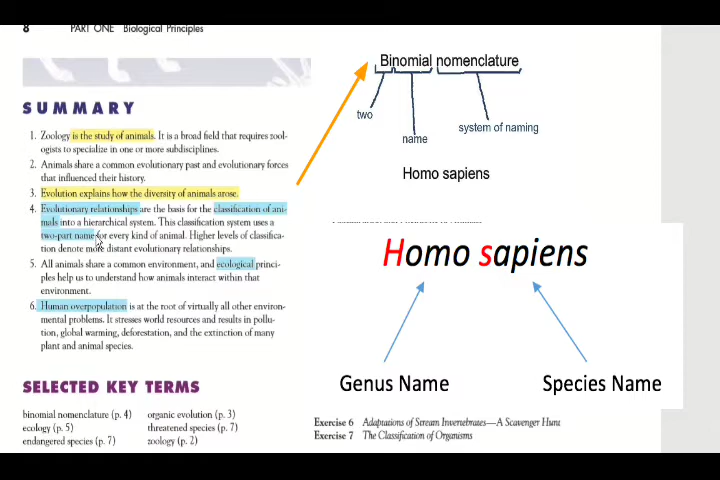 8 PART ONE Biological Principles
SUMMARY
1. Zoology is the study of animals. It is a broad field that requires zool-
ogists to specialize in one or more subdisciplines.
2. Animals share a common evolutionary past and evolutionary forces
that influenced their history.
3. Evolution explains how the diversity of animals arose.
4. Evolutionary relationships are the basis for the classification of ani-
mals into a hierarchical system. This classification system uses a
two-part name for every kind of animal. Higher levels of classifica-
tion denote more distant evolutionary relationships.
5. All animals share a common environment, and ecological princi-
ples help us to understand how animals interact within that
environment.
6. Human overpopulation is at the root of virtually all other environ-
mental problems. It stresses world resources and results in pollu-
tion, global warming, deforestation, and the extinction of many
plant and animal species.
SELECTED KEY TERMS
binomial nomenclature (p. 4)
ecology (p. 5)
endangered species (p. 7)
organic evolution (p. 3)
threatened species (p. 7)
zoology (p. 2)
Binomial nomenclature
two
name
system of naming
Homo sapiens
Homo sapiens
Genus Name
Species Name
Exercise 6 Adaptations of Stream Invertebrates—A Scavenger Hunt
Exercise 7 The Classification of Organisms